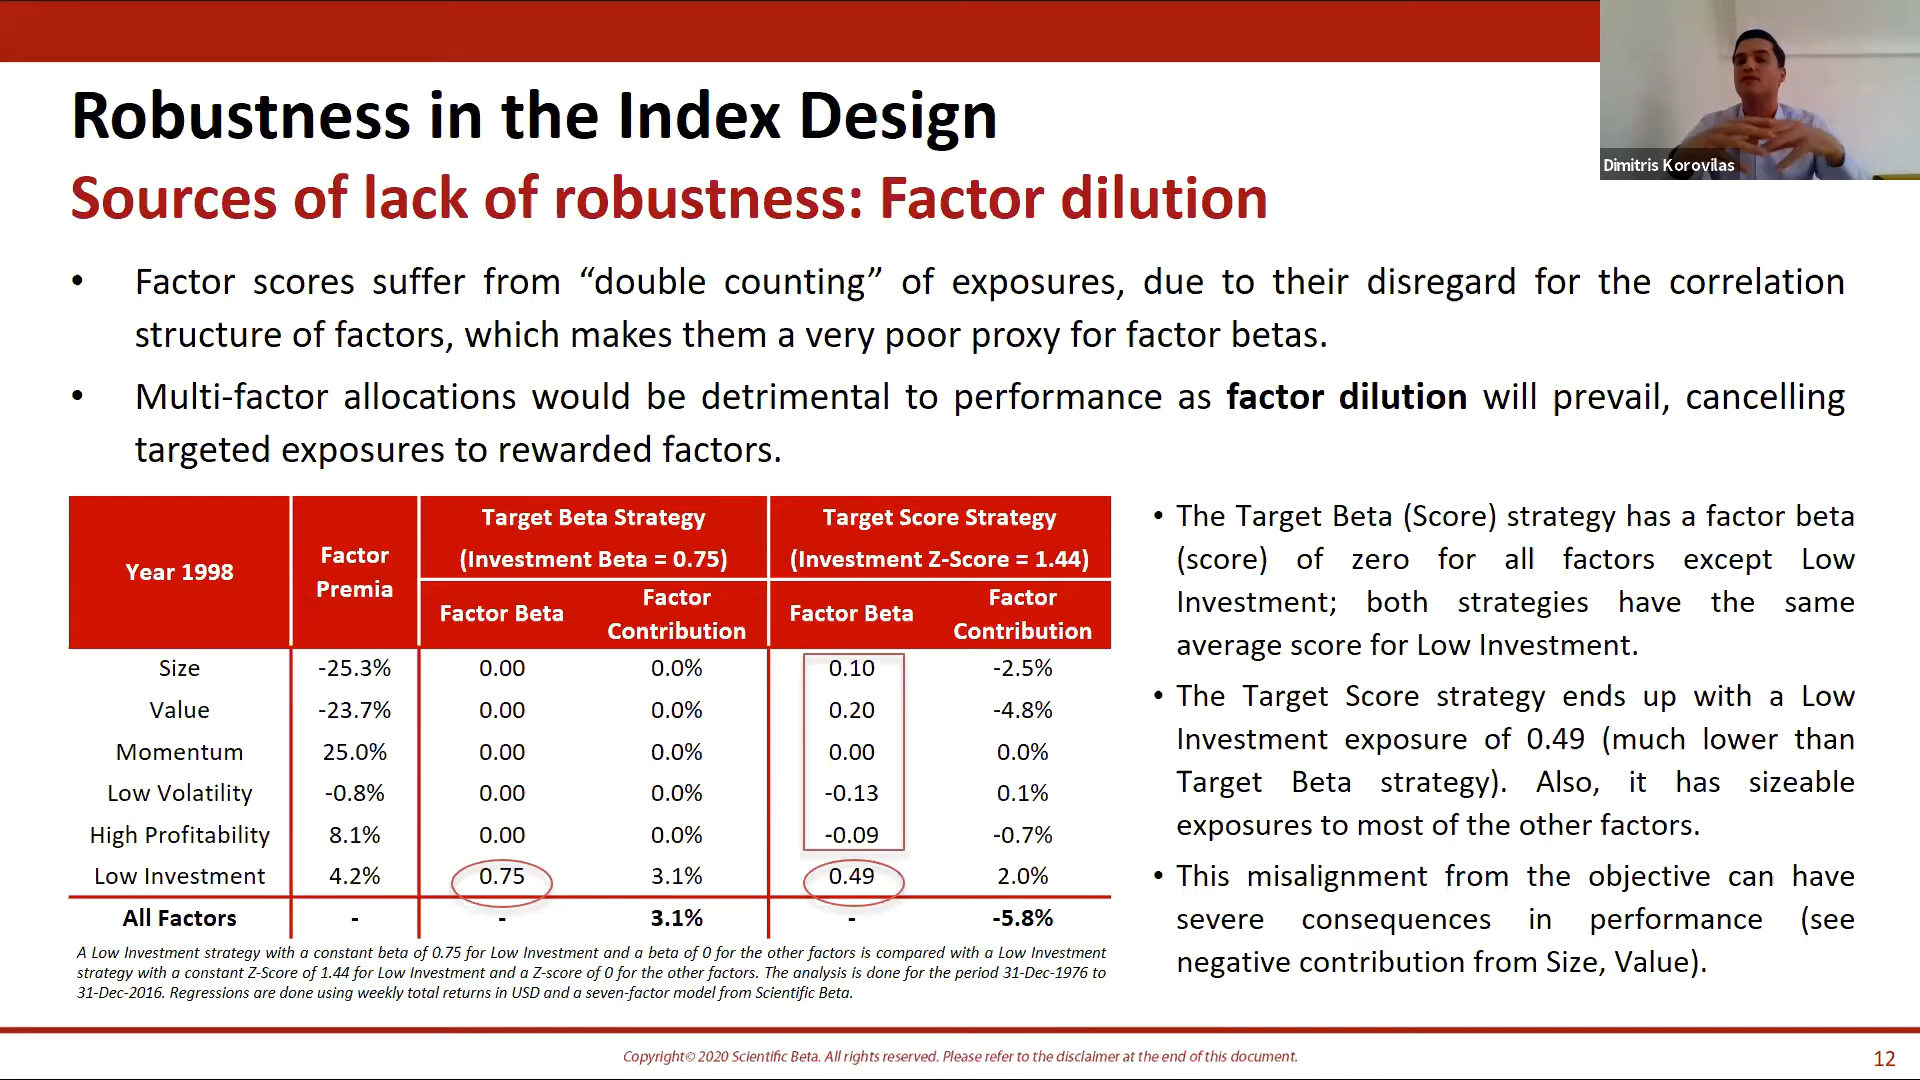 Robustness in the Index Design
Dimitris Korovilas
Sources of lack of robustness: Factor dilution
• Factor scores suffer from “double counting” of exposures, due to their disregard for the correlation
structure of factors, which makes them a very poor proxy for factor betas.
• Multi-factor allocations would be detrimental to performance as factor dilution will prevail, cancelling
targeted exposures to rewarded factors.
Year 1998
Factor
Premia
Target Beta Strategy
(Investment Beta = 0.75)
Target Score Strategy
(Investment Z-Score = 1.44)
Factor Beta
Factor
Contribution
Factor Beta
Factor
Contribution
Size -25.3% 0.00 0.0% 0.10 -2.5%
Value -23.7% 0.00 0.0% 0.20 -4.8%
Momentum 25.0% 0.00 0.0% 0.00 0.0%
Low Volatility -0.8% 0.00 0.0% -0.13 0.1%
High Profitability 8.1% 0.00 0.0% -0.09 -0.7%
Low Investment 4.2% 0.75 3.1% 0.49 2.0%
All Factors - - 3.1% - -5.8%
A Low Investment strategy with a constant beta of 0.75 for Low Investment and a beta of 0 for the other factors is compared with a Low Investment
strategy with a constant Z-Score of 1.44 for Low Investment and a Z-score of 0 for the other factors. The analysis is done for the period 31-Dec-1976 to
31-Dec-2016. Regressions are done using weekly total returns in USD and a seven-factor model from Scientific Beta.
• The Target Beta (Score) strategy has a factor beta
(score) of zero for all factors except Low
Investment; both strategies have the same
average score for Low Investment.
• The Target Score strategy ends up with a Low
Investment exposure of 0.49 (much lower than
Target Beta strategy). Also, it has sizeable
exposures to most of the other factors.
• This misalignment from the objective can have
severe consequences in performance (see
negative contribution from Size, Value).
Copyright© 2020 Scientific Beta. All rights reserved. Please refer to the disclaimer at the end of this document.
12